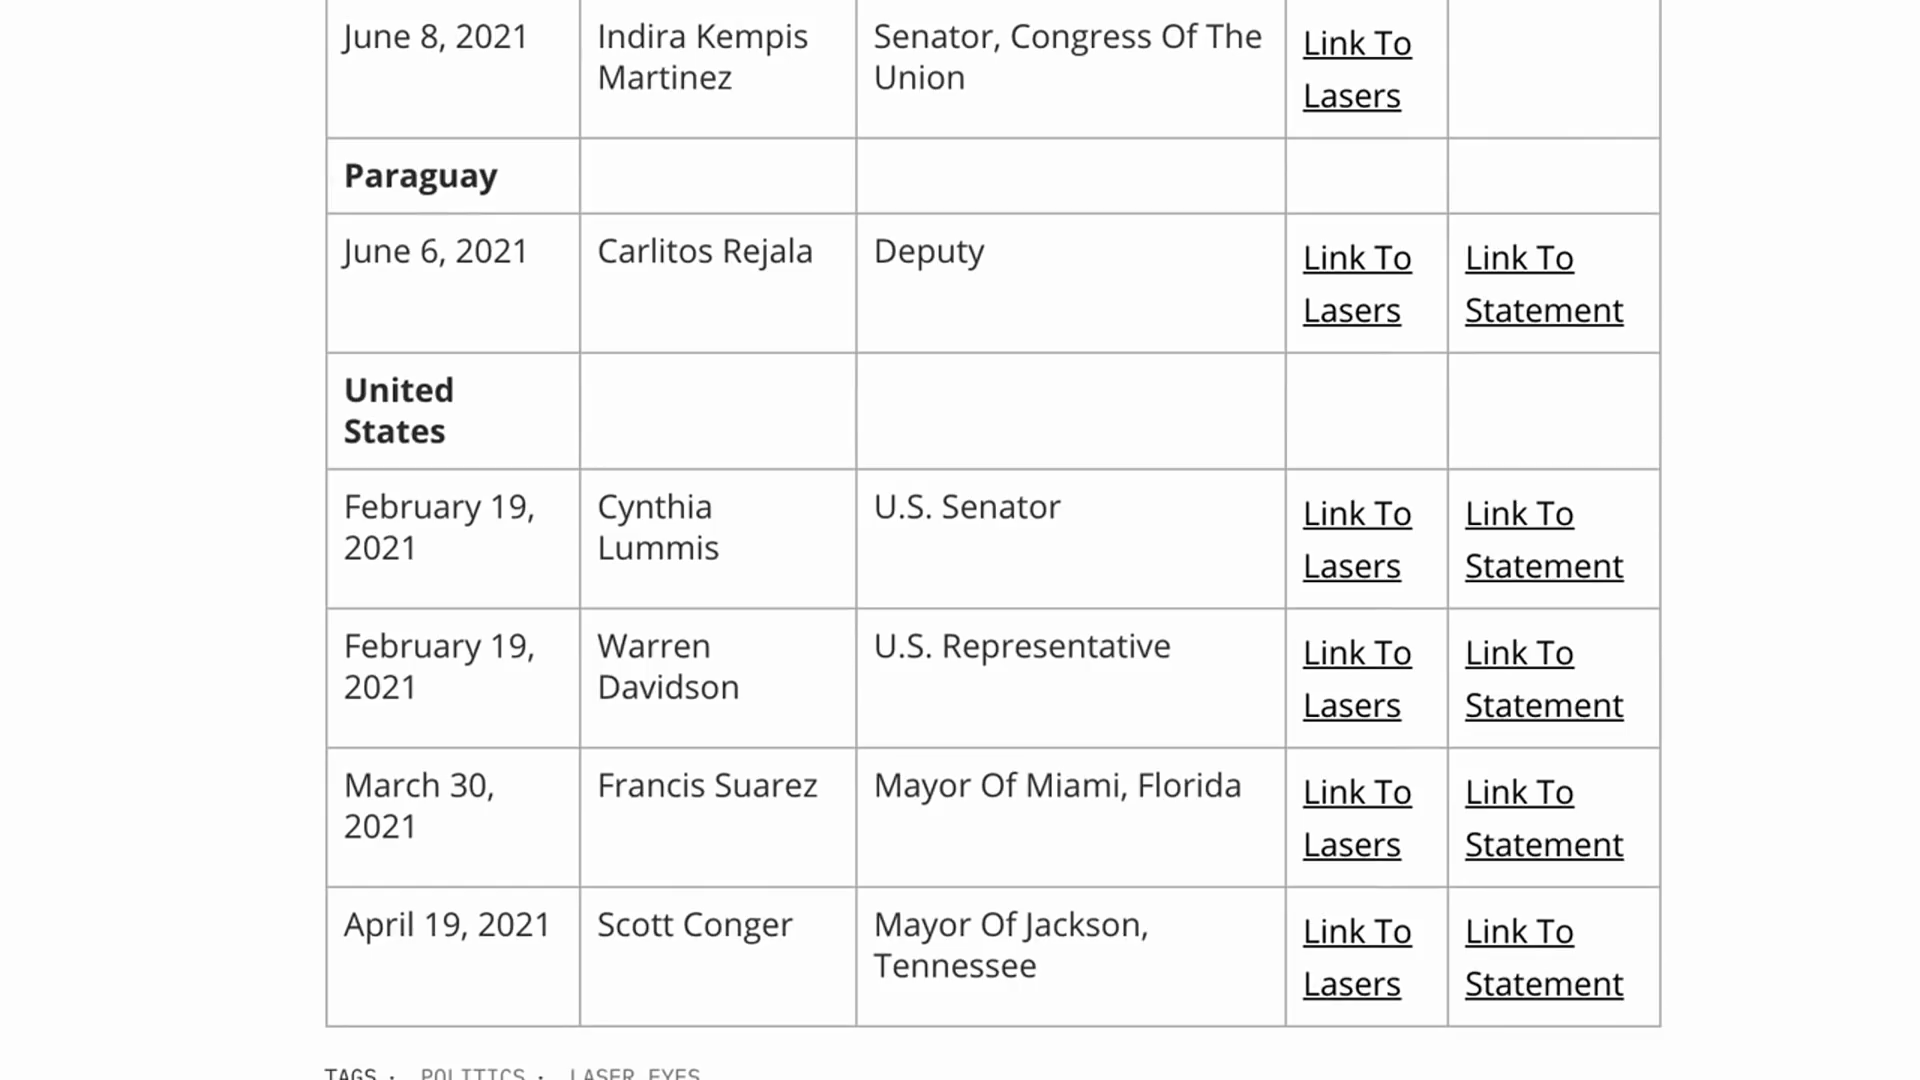 June 8, 2021 Indira Kempis Senator, Congress Of The Link To
Martinez Union Lasers
Paraguay
June 6, 2021 Carlitos Rejala Deputy Link To Link To
Lasers Statement
United
States
February 19, Cynthia U.S. Senator Link To Link To
2021 Lummis Lasers Statement
February 19, Warren U.S. Representative Link To Link To
2021 Davidson Lasers Statement
March 30, Francis Suarez Mayor Of Miami, Florida Link To Link To
2021 Lasers Statement
April 19, 2021 Scott Conger Mayor Of Jackson, Link To Link To
Tennessee Lasers Statement
TAGS · POLITICS · LASER EYES